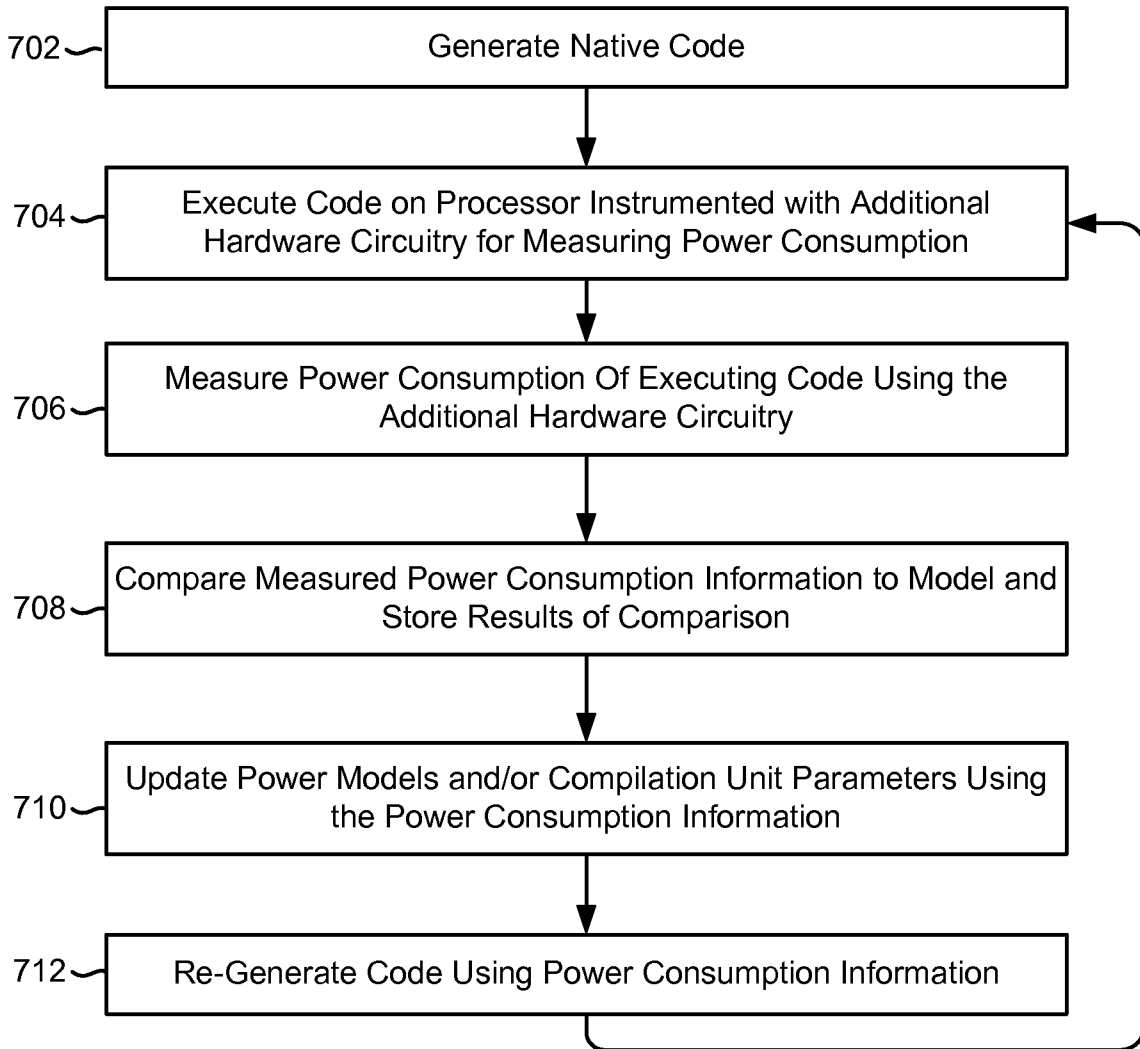 702
Generate Native Code
704
Execute Code on Processor Instrumented with Additional
Hardware Circuitry for Measuring Power Consumption
706
Measure Power Consumption Of Executing Code Using the
Additional Hardware Circuitry
708
Compare Measured Power Consumption Information to Model and
Store Results of Comparison
710
Update Power Models and/or Compilation Unit Parameters Using
the Power Consumption Information
712
Re-Generate Code Using Power Consumption Information